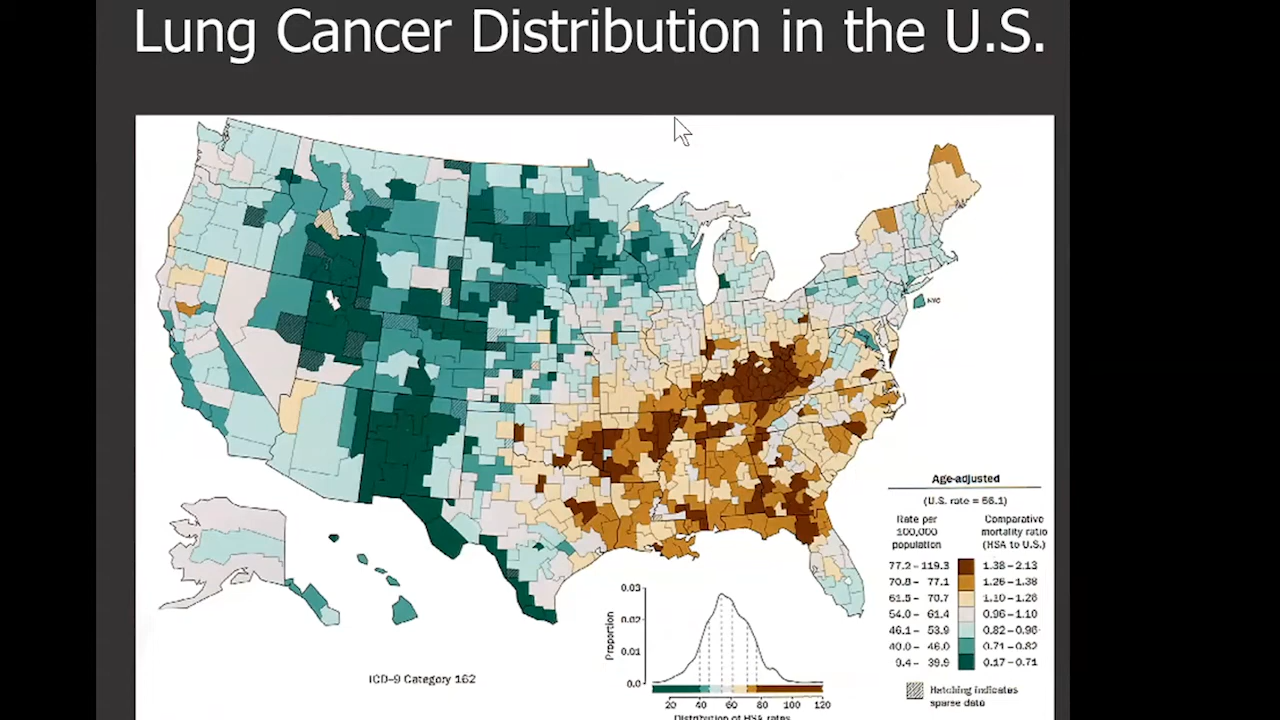 Lung Cancer Distribution in the U.S.
NYC
Age-adjusted
(U.S. rate = 56.1)
Rate per
100,000
population
Comparative
mortality ratio
(HSA to U.S.)
77.2 – 119.3 1.38 – 2.13
70.8 – 77.1 1.26 – 1.38
61.5 – 70.7 1.10 – 1.26
54.0 – 61.4 0.96 – 1.10
46.1 – 53.9 0.82 – 0.96
40.0 – 46.0 0.71 – 0.82
9.4 – 39.9 0.17 – 0.71
Hatching indicates
sparse data
ICD–9 Category 162
Proportion
0.03
0.02
0.01
0.0
20 40 60 80 100 120
Distribution of HSA rates